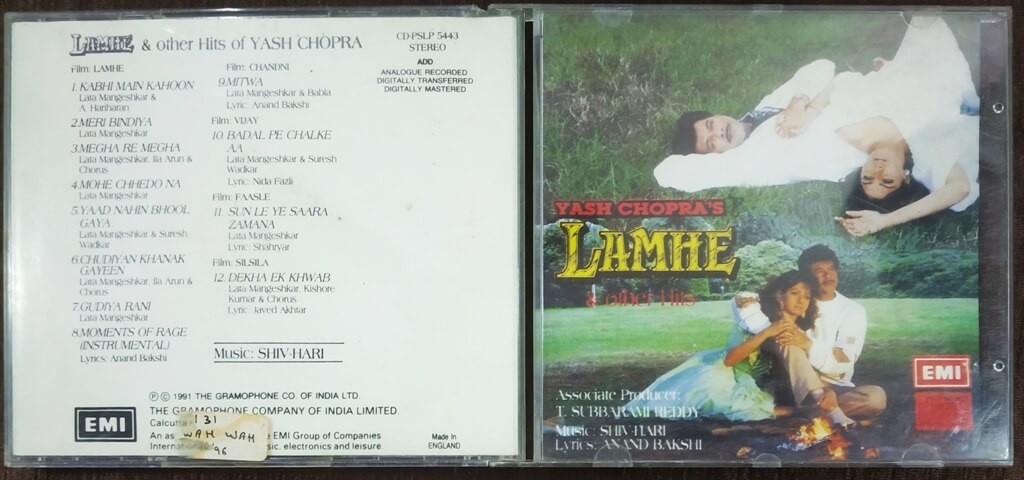 LAMHE & other Hits of YASH CHOPRA
CD-PSLP 5443
STEREO
ADD
ANALOGUE RECORDED
DIGITALLY TRANSFERRED
DIGITALLY MASTERED
Film: LAMHE
1. KABHI MAIN KAHOON
Lata Mangeshkar &
A. Hariharan
2. MERI BINDIYA
Lata Mangeshkar
3. MEGHA RE MEGHA
Lata Mangeshkar, Ila Arun &
Chorus
4. MOHE CHHEDO NA
Lata Mangeshkar
5. YAAD NAHIN BHOOL
GAYA
Lata Mangeshkar & Suresh
Wadkar
6. CHUDIYAN KHANAK
GAYEEN
Lata Mangeshkar, Ila Arun &
Chorus
7. GUDIYA RANI
Lata Mangeshkar
8. MOMENTS OF RAGE
(INSTRUMENTAL)
Lyrics: Anand Bakshi
Film: CHANDNI
9. MITWA
Lata Mangeshkar & Babla
Lyric: Anand Bakshi
Film: VIJAY
10. BADAL PE CHALKE
AA
Lata Mangeshkar & Suresh
Wadkar
Lyric: Nida Fazli
Film: FAASLE
11. SUN LE YE SAARA
ZAMANA
Lata Mangeshkar
Lyric: Shahryar
Film: SILSILA
12. DEKHA EK KHWAB
Lata Mangeshkar, Kishore
Kumar & Chorus
Lyric: Javed Akhtar
Music: SHIV-HARI
℗ © 1991 THE GRAMOPHONE CO. OF INDIA LTD.
THE GRAMOPHONE COMPANY OF INDIA LIMITED.
Calcutta
An as EMI Group of Companies
Internation sic, electronics and leisure
EMI
131
WAH WAH
96
Made in
ENGLAND
YASH CHOPRA'S
LAMHE
& other Hits
EMI
Associate Producer:
T. SUBBARAMI REDDY
Music: SHIV-HARI
Lyrics: ANAND BAKSHI